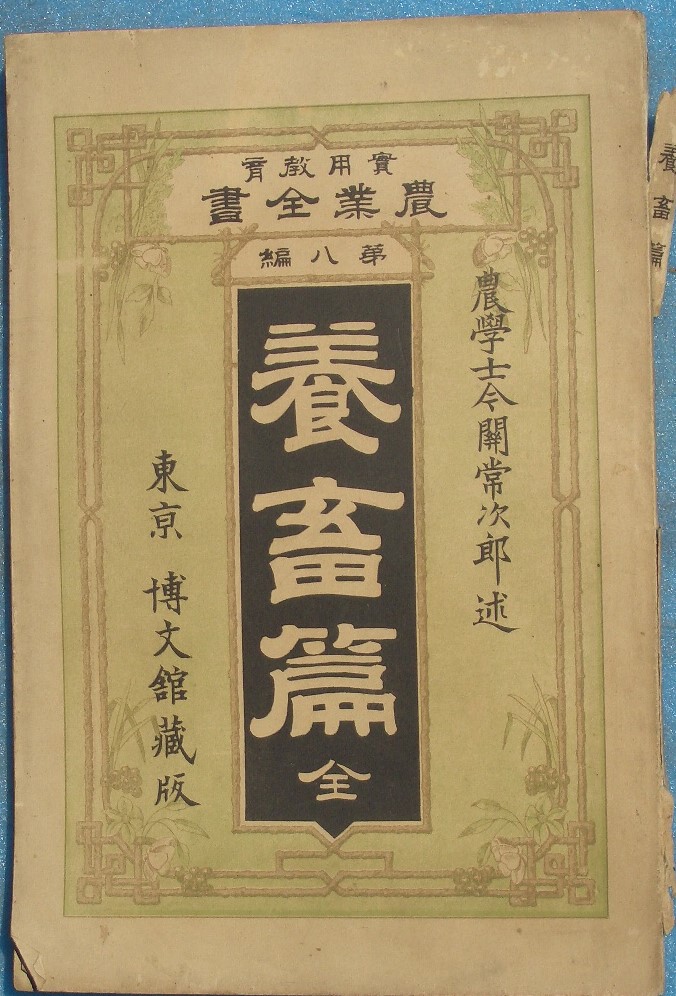 實用教育
農業全書
第八編
農學士今關常次郎述
養畜篇全
東京 博文舘藏版
養畜篇